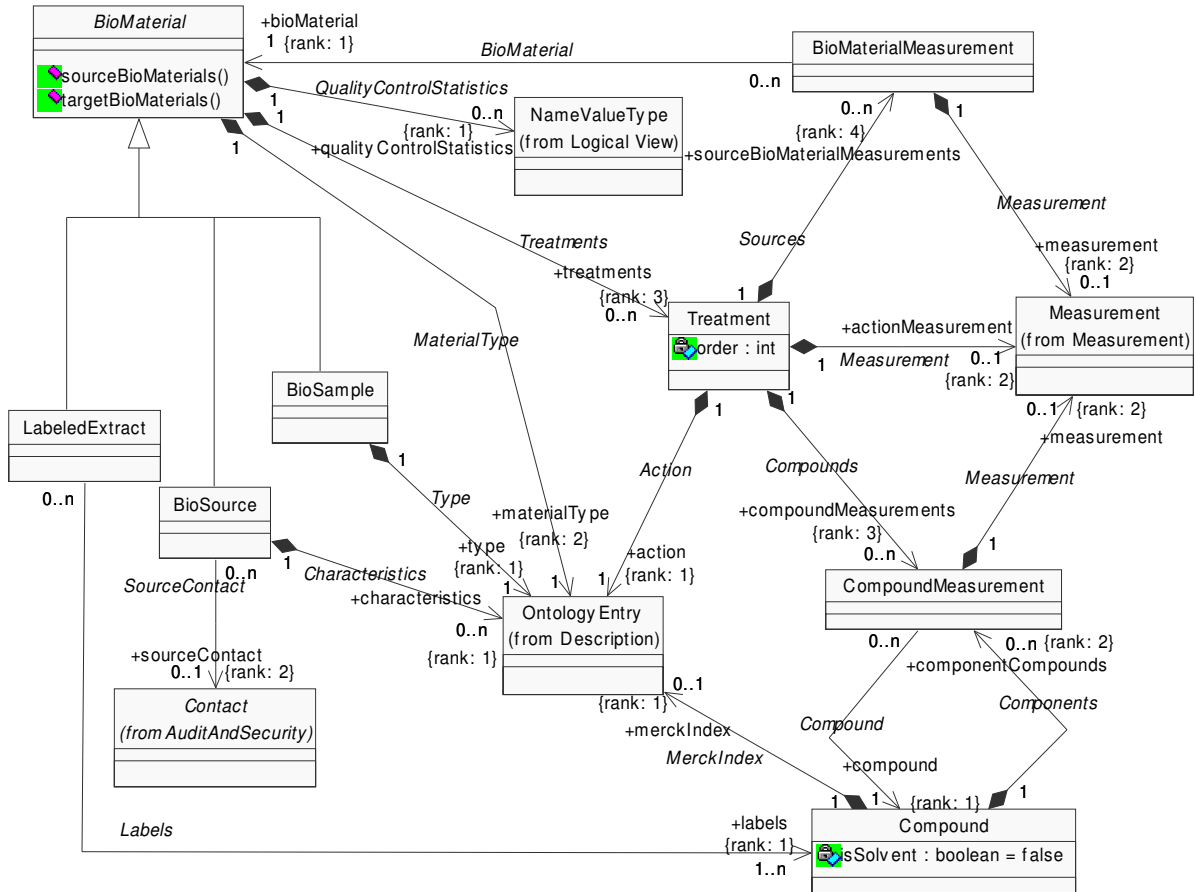 BioMaterial
sourceBioMaterials()
targetBioMaterials()
+bioMaterial
1 {rank: 1}
BioMaterial
BioMaterialMeasurement
0..n
0..n
{rank: 4}
+sourceBioMaterialMeasurements
1
QualityControlStatistics
0..n
{rank: 1}
+qualityControlStatistics
1
1
1
NameValueType
(from Logical View)
Measurement
+measurement
{rank: 2}
0..1
Sources
1
Treatments
+treatments
{rank: 3}
0..n
Treatment
order : int
+actionMeasurement
1
Measurement
0..1
{rank: 2}
Measurement
(from Measurement)
MaterialType
BioSample
1
LabeledExtract
0..n
BioSource
0..n
1
Type
+type
{rank: 1}
1
+materialType
{rank: 2}
1
1
Action
+action
{rank: 1}
1
1
Compounds
+compoundMeasurements
{rank: 3}
0..n
0..1
{rank: 2}
+measurement
Measurement
1
Characteristics
+characteristics
0..n
{rank: 1}
SourceContact
+sourceContact
0..1
{rank: 2}
Contact
(from AuditAndSecurity)
OntologyEntry
(from Description)
CompoundMeasurement
0..n
0..n
{rank: 2}
+componentCompounds
Components
1
Compound
+compound
1
{rank: 1}
{rank: 1}
0..1
+merckIndex
MerckIndex
1
Labels
+labels
{rank: 1}
1..n
Compound
isSolvent : boolean = false